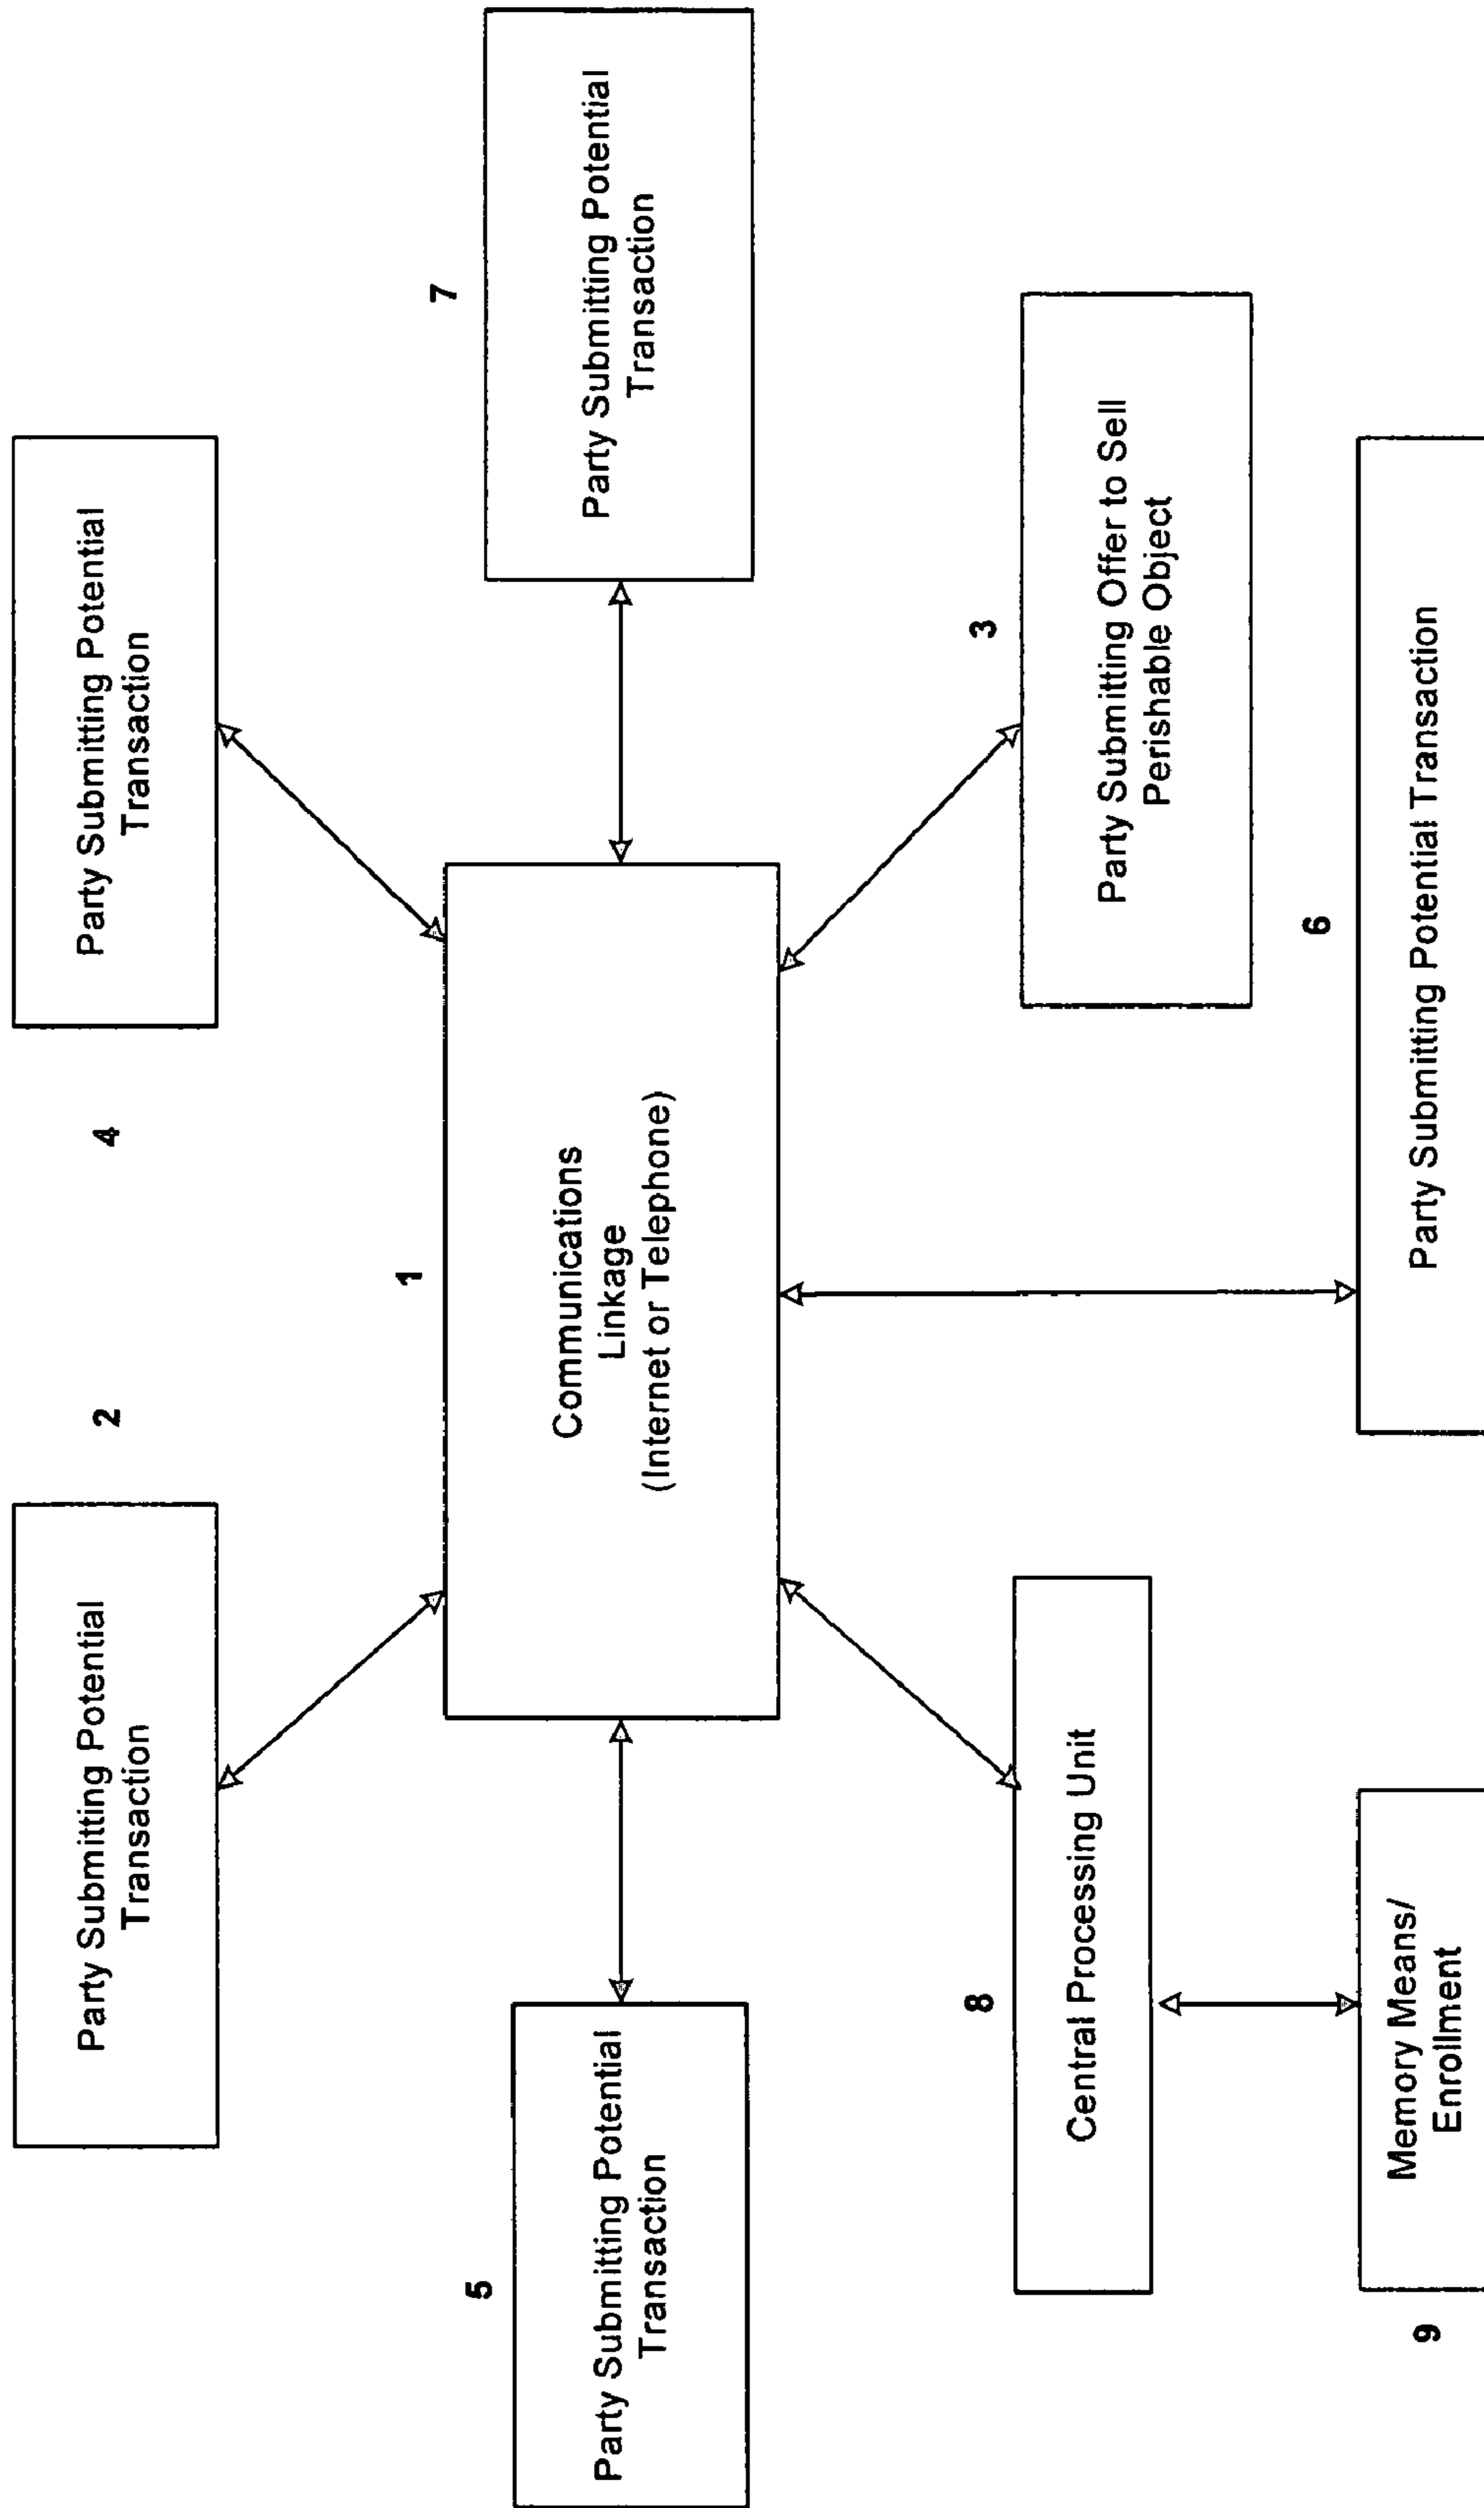 Party Submitting Potential
Transaction
2
4
Party Submitting Potential
Transaction
5
Party Submitting Potential
Transaction
1
Communications
Linkage
(Internet or Telephone)
7
Party Submitting Potential
Transaction
8
Central Processing Unit
3
Party Submitting Offer to Sell
Perishable Object
9
Memory Means/
Enrollment
6
Party Submitting Potential Transaction